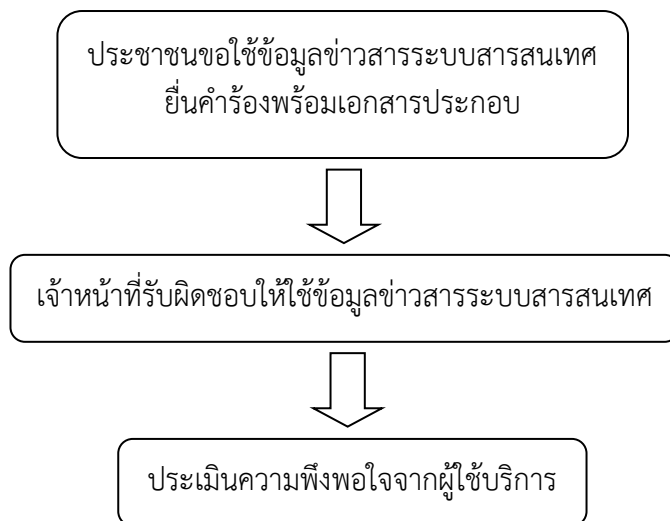 ประชาชนขอใช้ข้อมูลข่าวสารระบบสารสนเทศ
ยื่นคำร้องพร้อมเอกสารประกอบ
เจ้าหน้าที่รับผิดชอบให้ใช้ข้อมูลข่าวสารระบบสารสนเทศ
ประเมินความพึงพอใจจากผู้ใช้บริการ